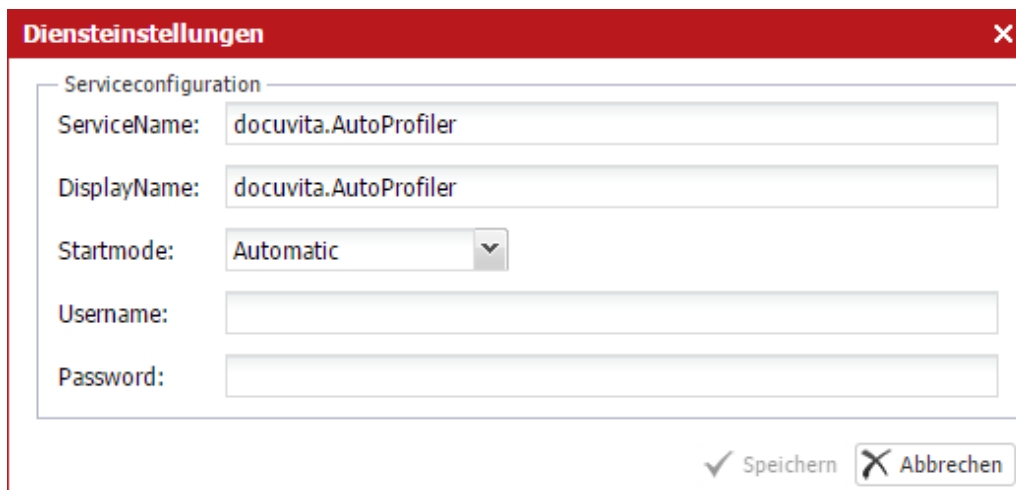 Diensteinstellungen
Serviceconfiguration
ServiceName: docuvita.AutoProfiler
DisplayName: docuvita.AutoProfiler
Startmode: Automatic
Username:
Password:
Speichern Abbrechen